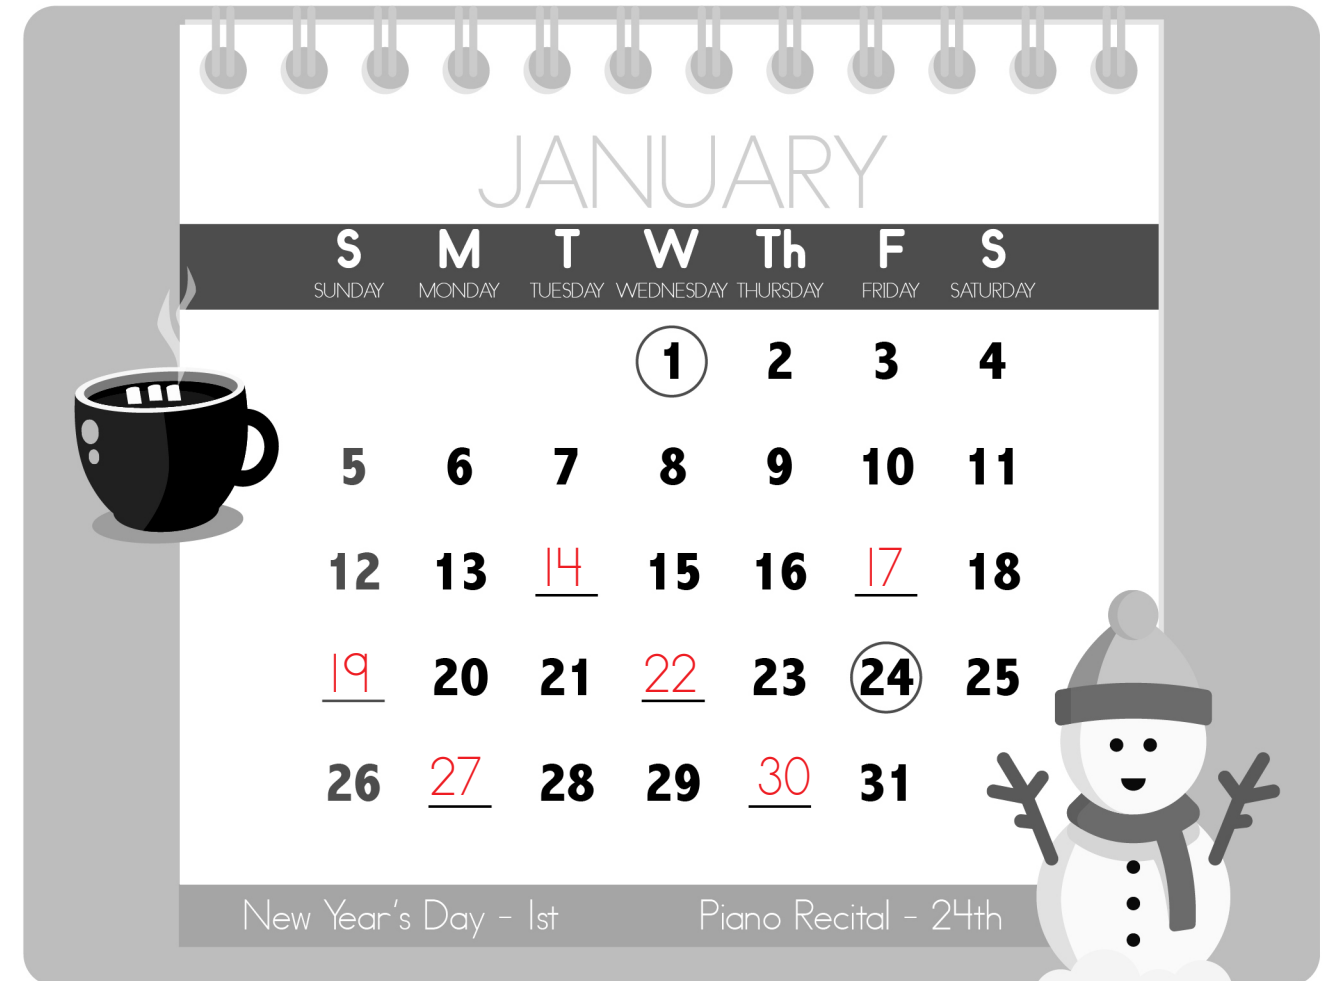 JANUARY
S M T W Th F S
SUNDAY MONDAY TUESDAY WEDNESDAY THURSDAY FRIDAY SATURDAY
1 2 3 4
5 6 7 8 9 10 11
12 13 14 15 16 17 18
19 20 21 22 23 24 25
26 27 28 29 30 31
New Year's Day - 1st Piano Recital - 24th